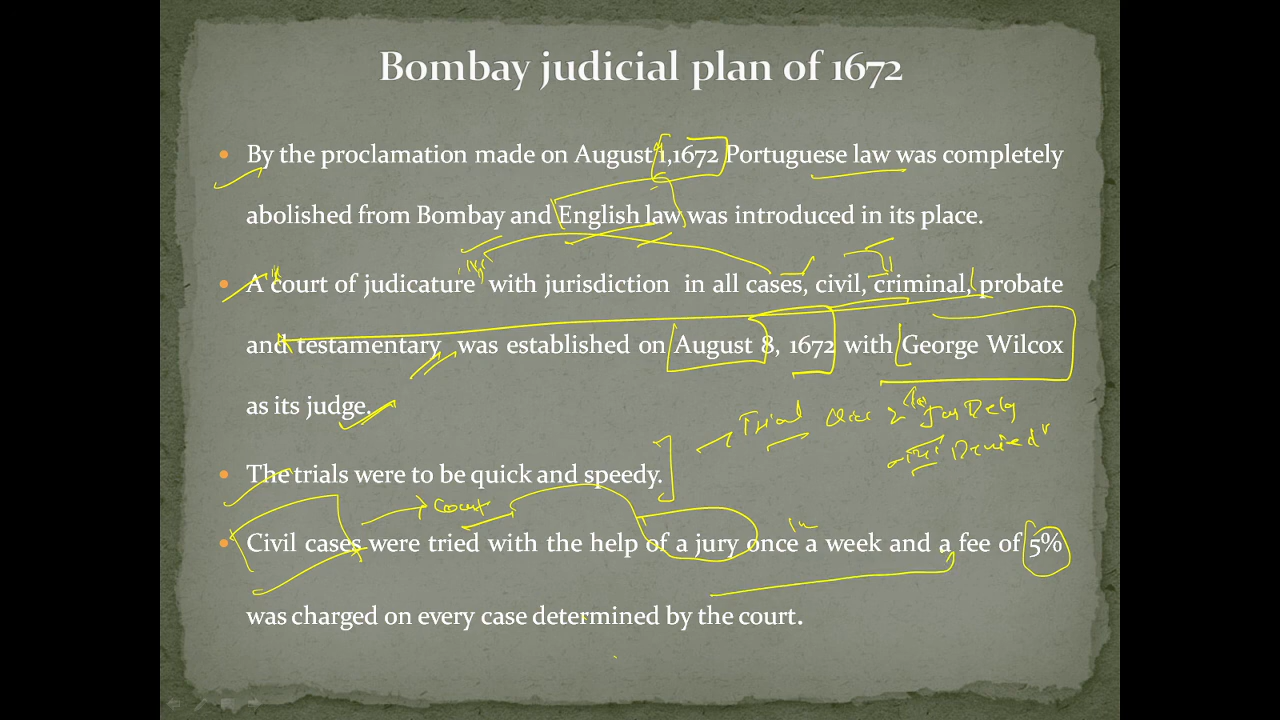 Bombay judicial plan of 1672
By the proclamation made on August 1,1672 Portuguese law was completely
abolished from Bombay and English law was introduced in its place.
A court of judicature with jurisdiction in all cases, civil, criminal, probate
and testamentary was established on August 8, 1672 with George Wilcox
as its judge.
Trial
Denied
The trials were to be quick and speedy.
Court
Civil cases were tried with the help of a jury once a week and a fee of 5%
in
was charged on every case determined by the court.